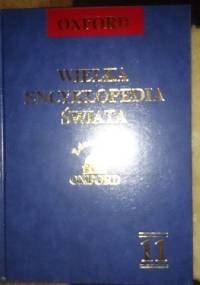 OXFORD
WIELKA
ENCYKLOPEDIA
ŚWIATA
OXFORD
11